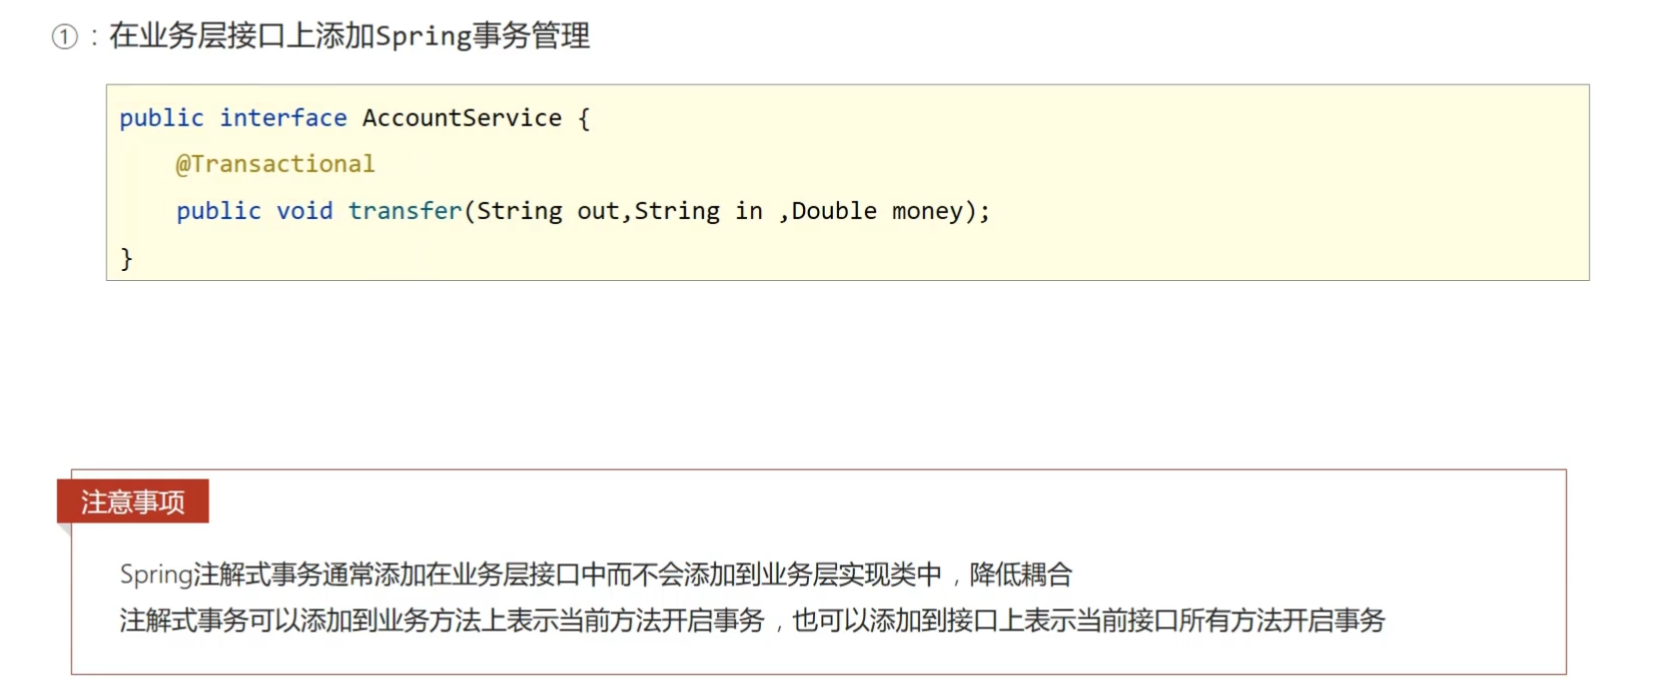 ①：在业务层接口上添加Spring事务管理
public interface AccountService {
@Transactional
public void transfer(String out,String in ,Double money);
}
注意事项
Spring注解式事务通常添加在业务层接口中而不会添加到业务层实现类中，降低耦合
注解式事务可以添加到业务方法上表示当前方法开启事务，也可以添加到接口上表示当前接口所有方法开启事务